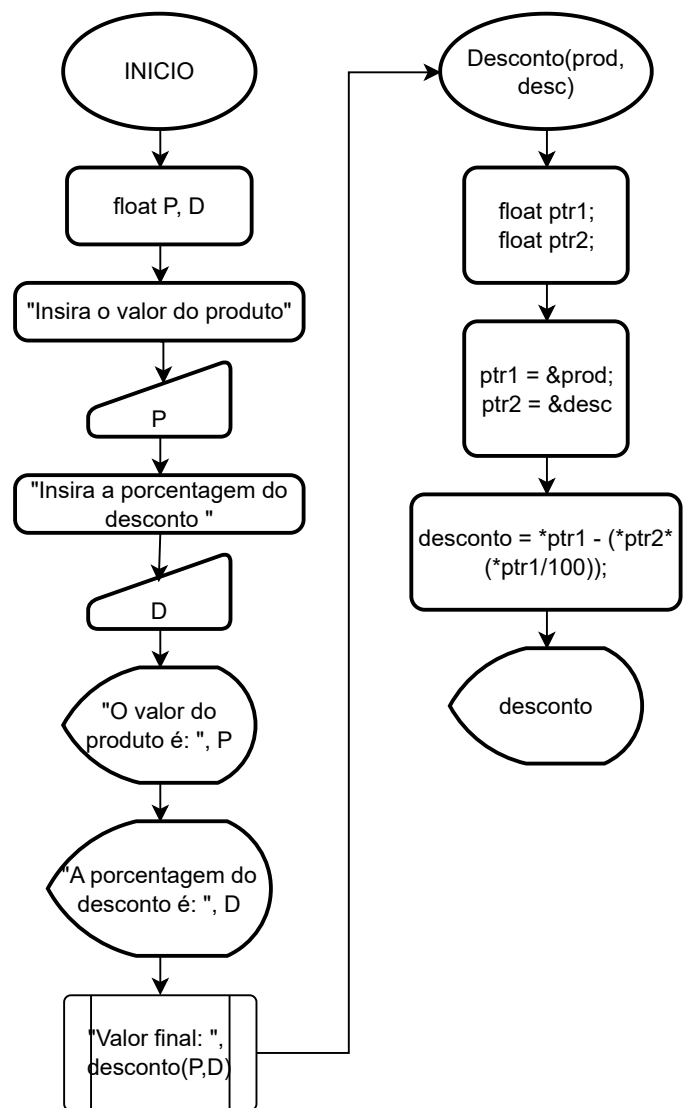 INICIO
float P, D
"Insira o valor do produto"
P
"Insira a porcentagem do
desconto "
D
"O valor do
produto é: ", P
"A porcentagem do
desconto é: ", D
"Valor final: ",
desconto(P,D)
Desconto(prod,
desc)
float ptr1;
float ptr2;
ptr1 = &prod;
ptr2 = &desc
desconto = *ptr1 - (*ptr2*
(*ptr1/100));
desconto